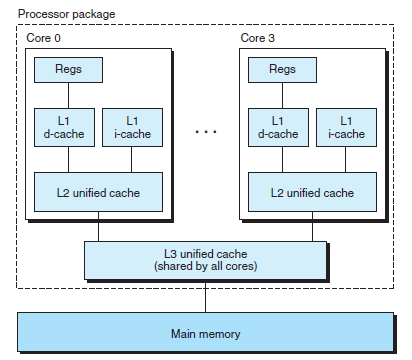 Processor package
Core 0
Core 3
Regs
Regs
L1
d-cache
L1
i-cache
. . .
L1
d-cache
L1
i-cache
L2 unified cache
L2 unified cache
L3 unified cache
(shared by all cores)
Main memory